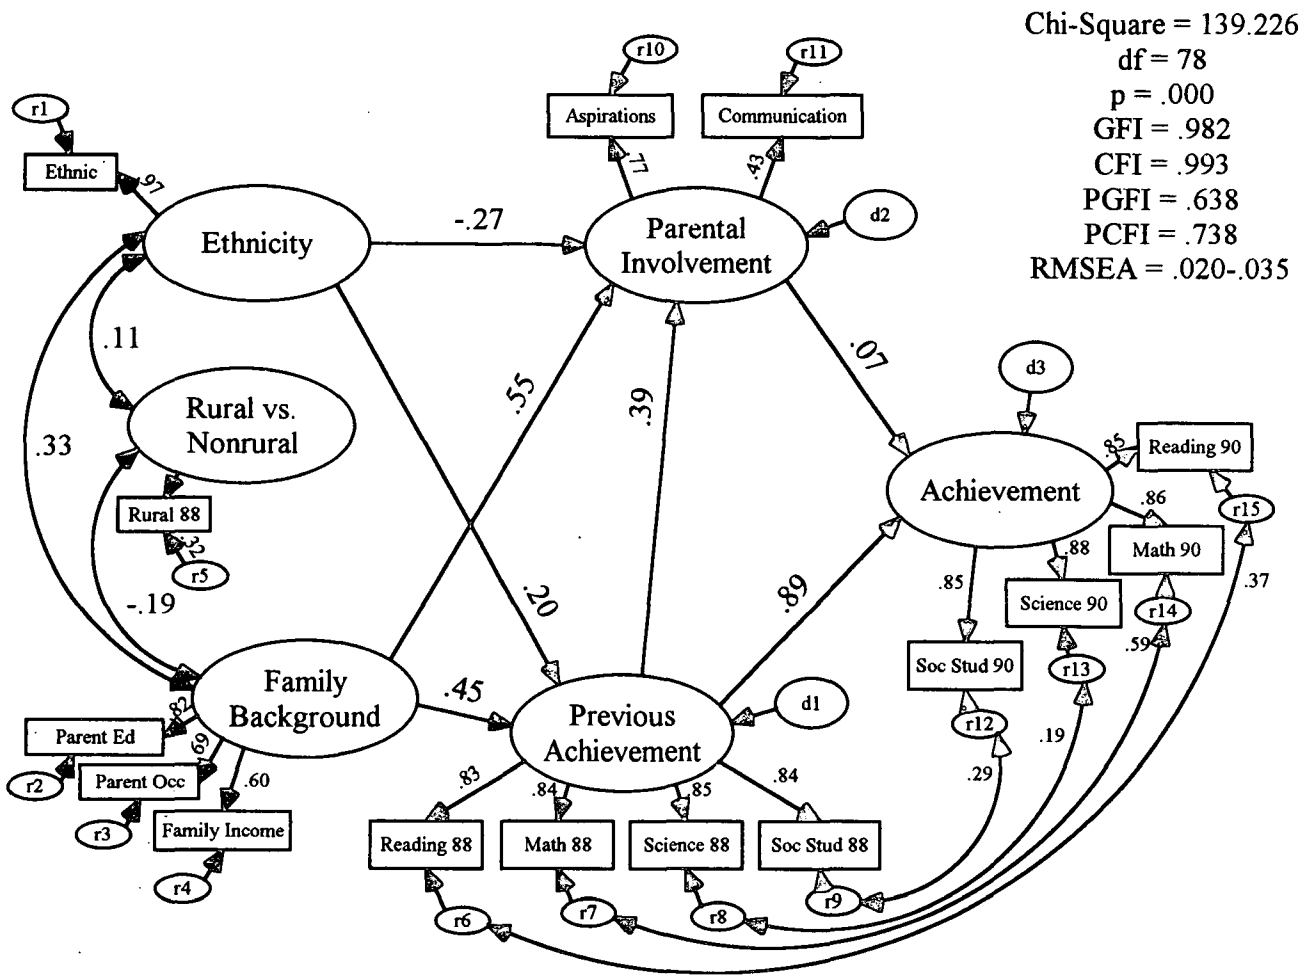 Chi-Square = 139.226
df = 78
p = .000
GFI = .982
CFI = .993
PGFI = .638
PCFI = .738
RMSEA = .020-.035
r10
r11
Aspirations
Communication
r1
Ethnic
.97
.77
.43
Ethnicity
-.27
Parental
Involvement
d2
.11
.33
Rural vs.
Nonrural
.55
.39
.07
d3
Achievement
.85
Reading 90
r15
.86
Math 90
.88
.85
Science 90
r14
.37
.59
Soc Stud 90
r13
r12
.19
.29
Rural 88
.32
r5
-.19
.20
.89
Family
Background
.45
Previous
Achievement
d1
.82
.69
.60
Parent Ed
r2
Parent Occ
r3
Family Income
r4
.83
.84
.85
.84
Reading 88
Math 88
Science 88
Soc Stud 88
r6
r7
r8
r9